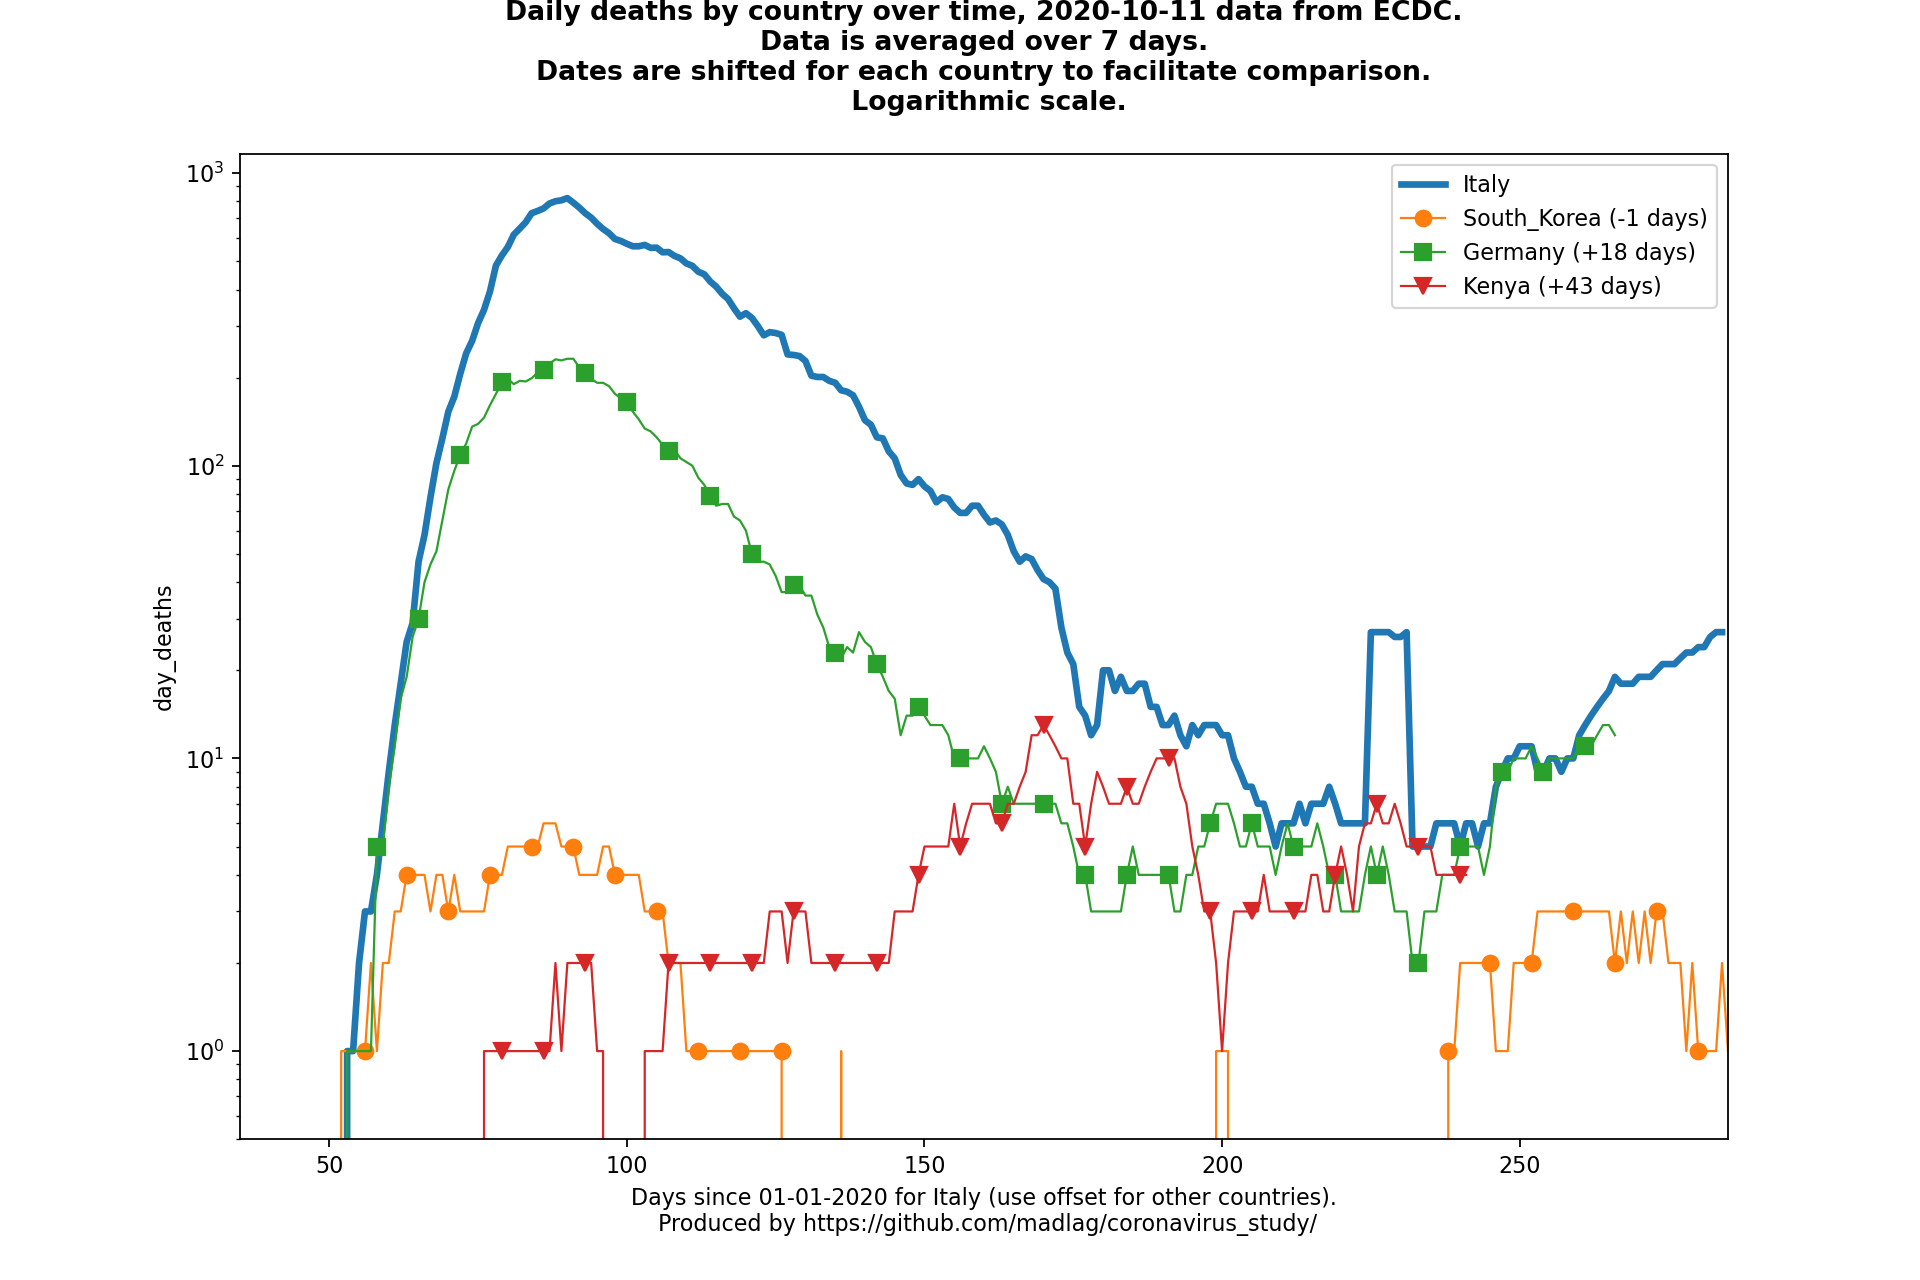 Daily deaths by country over time, 2020-10-11 data from ECDC.
Data is averaged over 7 days.
Dates are shifted for each country to facilitate comparison.
Logarithmic scale.
10³
10²
10¹
10⁰
day_deaths
Italy
South_Korea (-1 days)
Germany (+18 days)
Kenya (+43 days)
50 100 150 200 250
Days since 01-01-2020 for Italy (use offset for other countries).
Produced by https://github.com/madlag/coronavirus_study/